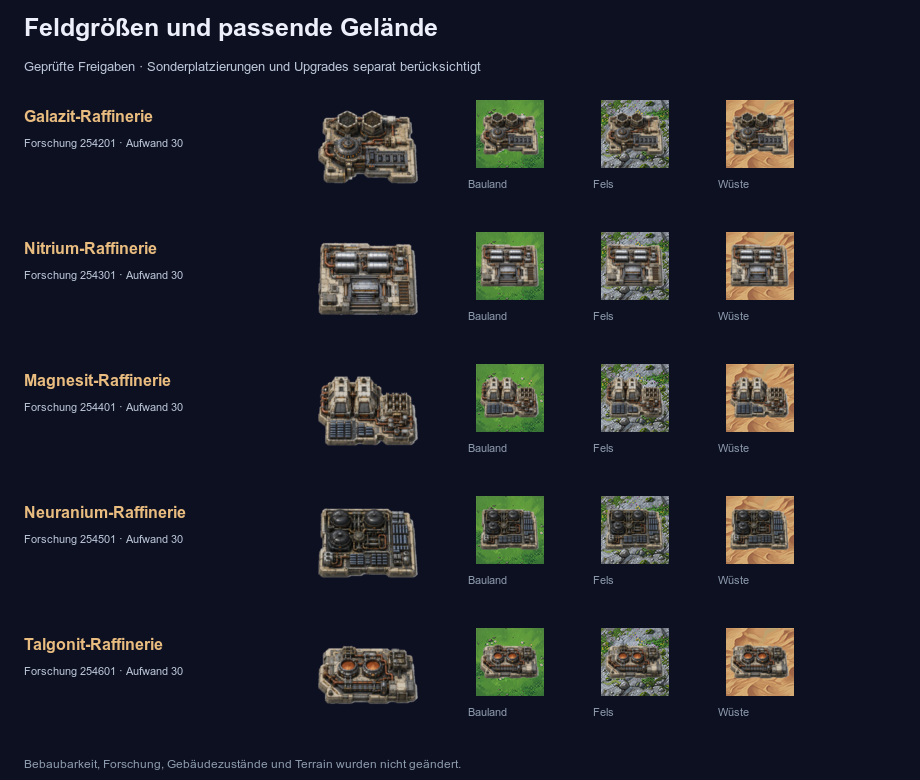 Feldgrößen und passende Gelände
Geprüfte Freigaben · Sonderplatzierungen und Upgrades separat berücksichtigt
Galazit-Raffinerie
Forschung 254201 · Aufwand 30
Bauland
Fels
Wüste
Nitrium-Raffinerie
Forschung 254301 · Aufwand 30
Bauland
Fels
Wüste
Magnesit-Raffinerie
Forschung 254401 · Aufwand 30
Bauland
Fels
Wüste
Neuranium-Raffinerie
Forschung 254501 · Aufwand 30
Bauland
Fels
Wüste
Talgonit-Raffinerie
Forschung 254601 · Aufwand 30
Bauland
Fels
Wüste
Bebaubarkeit, Forschung, Gebäudezustände und Terrain wurden nicht geändert.